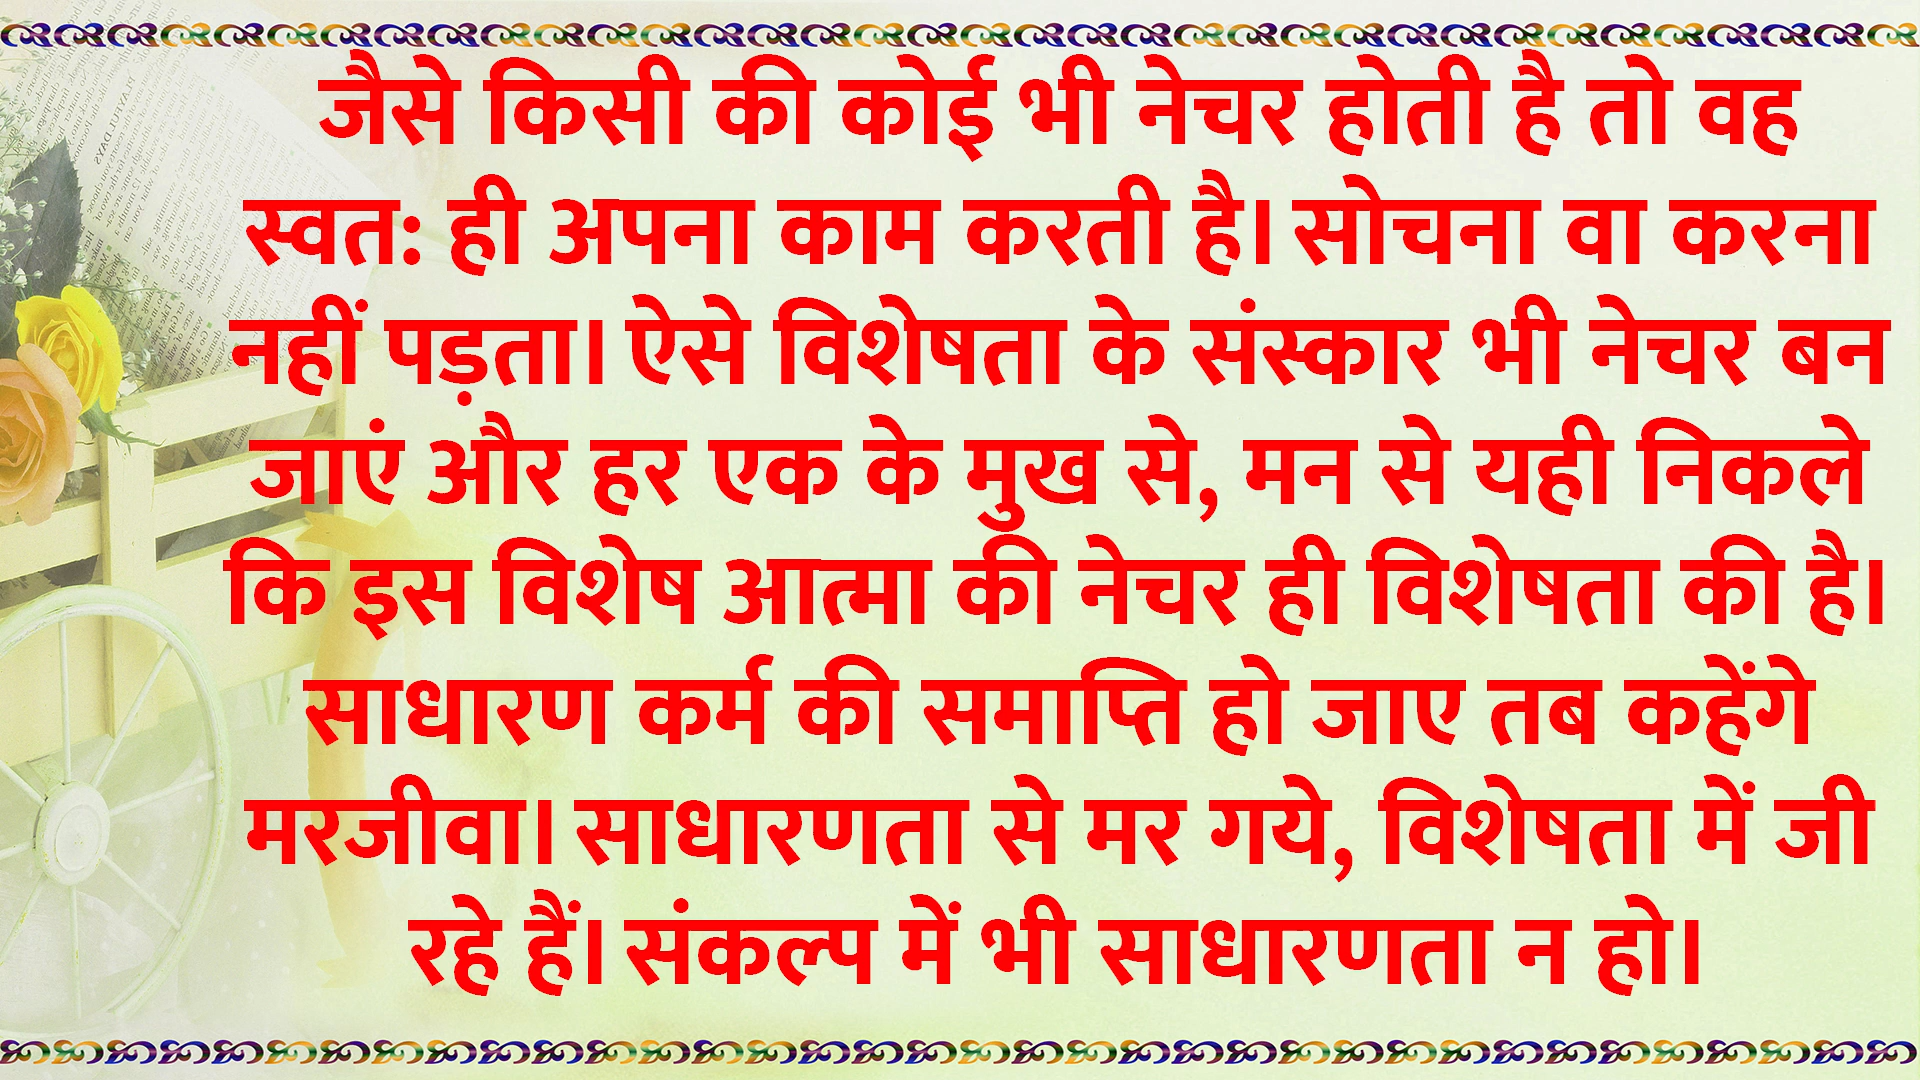 जैसे किसी की कोई भी नेचर होती है तो वह
स्वत: ही अपना काम करती है। सोचना वा करना
नहीं पड़ता। ऐसे विशेषता के संस्कार भी नेचर बन
जाएं और हर एक के मुख से, मन से यही निकले
कि इस विशेष आत्मा की नेचर ही विशेषता की है।
साधारण कर्म की समाप्ति हो जाए तब कहेंगे
मरजीवा। साधारणता से मर गये, विशेषता में जी
रहे हैं। संकल्प में भी साधारणता न हो।